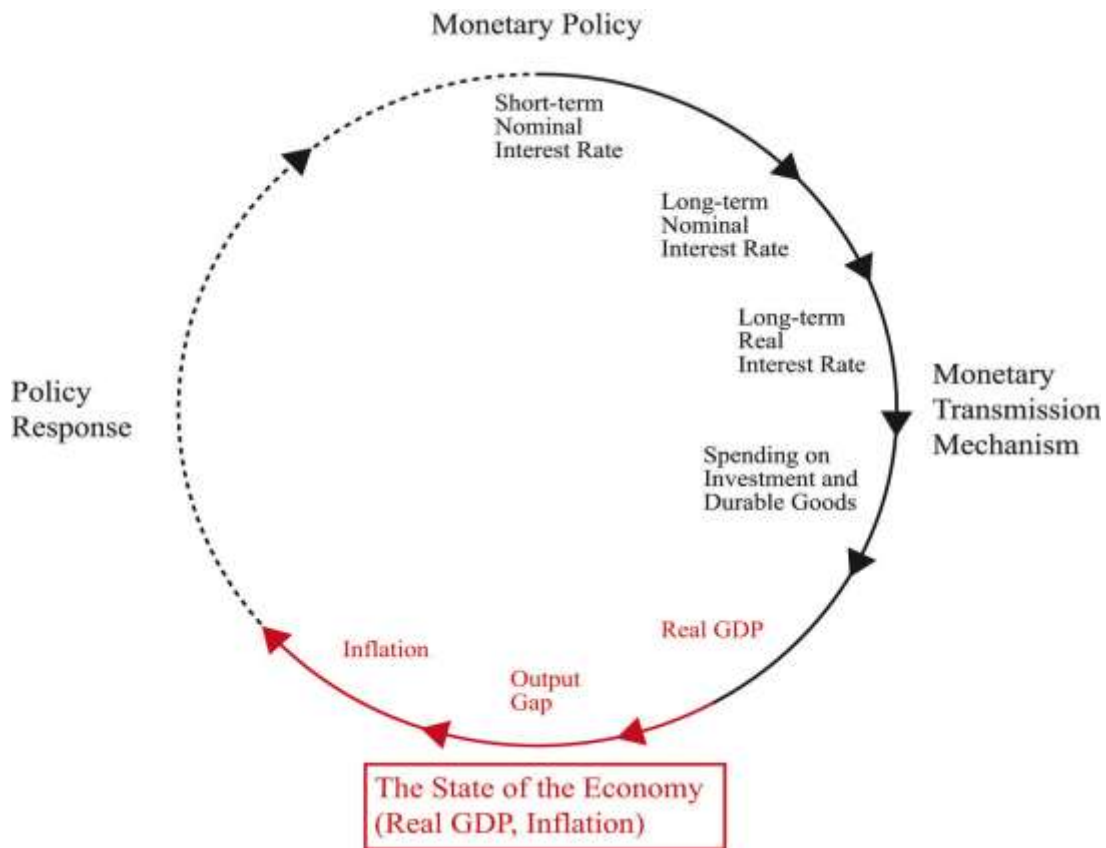 Monetary Policy
Short-term
Nominal
Interest Rate
Long-term
Nominal
Interest Rate
Long-term
Real
Interest Rate
Monetary
Transmission
Mechanism
Spending on
Investment and
Durable Goods
Real GDP
Output
Gap
Inflation
The State of the Economy
(Real GDP, Inflation)
Policy
Response